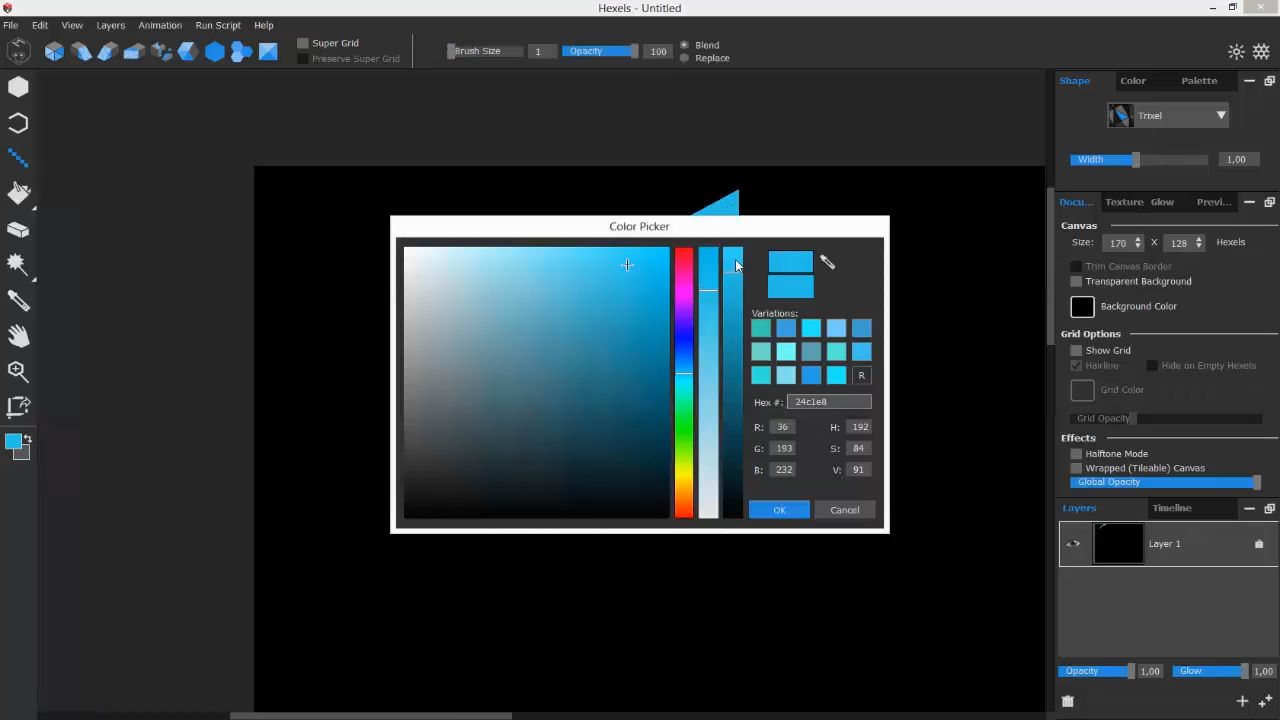 Hexels - Untitled
File Edit View Layers Animation Run Script Help
Super Grid
Preserve Super Grid
Brush Size 1 Opacity 100
Blend
Replace
Shape Color Palette
Trixel
Width 1,00
Docu... Texture Glow Previ...
Canvas
Size: 170 X 128 Hexels
Trim Canvas Border
Transparent Background
Background Color
Grid Options
Show Grid
Hairline Hide on Empty Hexels
Grid Color
Grid Opacity
Effects
Halftone Mode
Wrapped (Tileable) Canvas
Global Opacity
Layers Timeline
Layer 1
Opacity 1,00 Glow 1,00
Color Picker
Variations:
R
Hex #: 24c1e8
R: 36 H: 192
G: 193 S: 84
B: 232 V: 91
OK Cancel